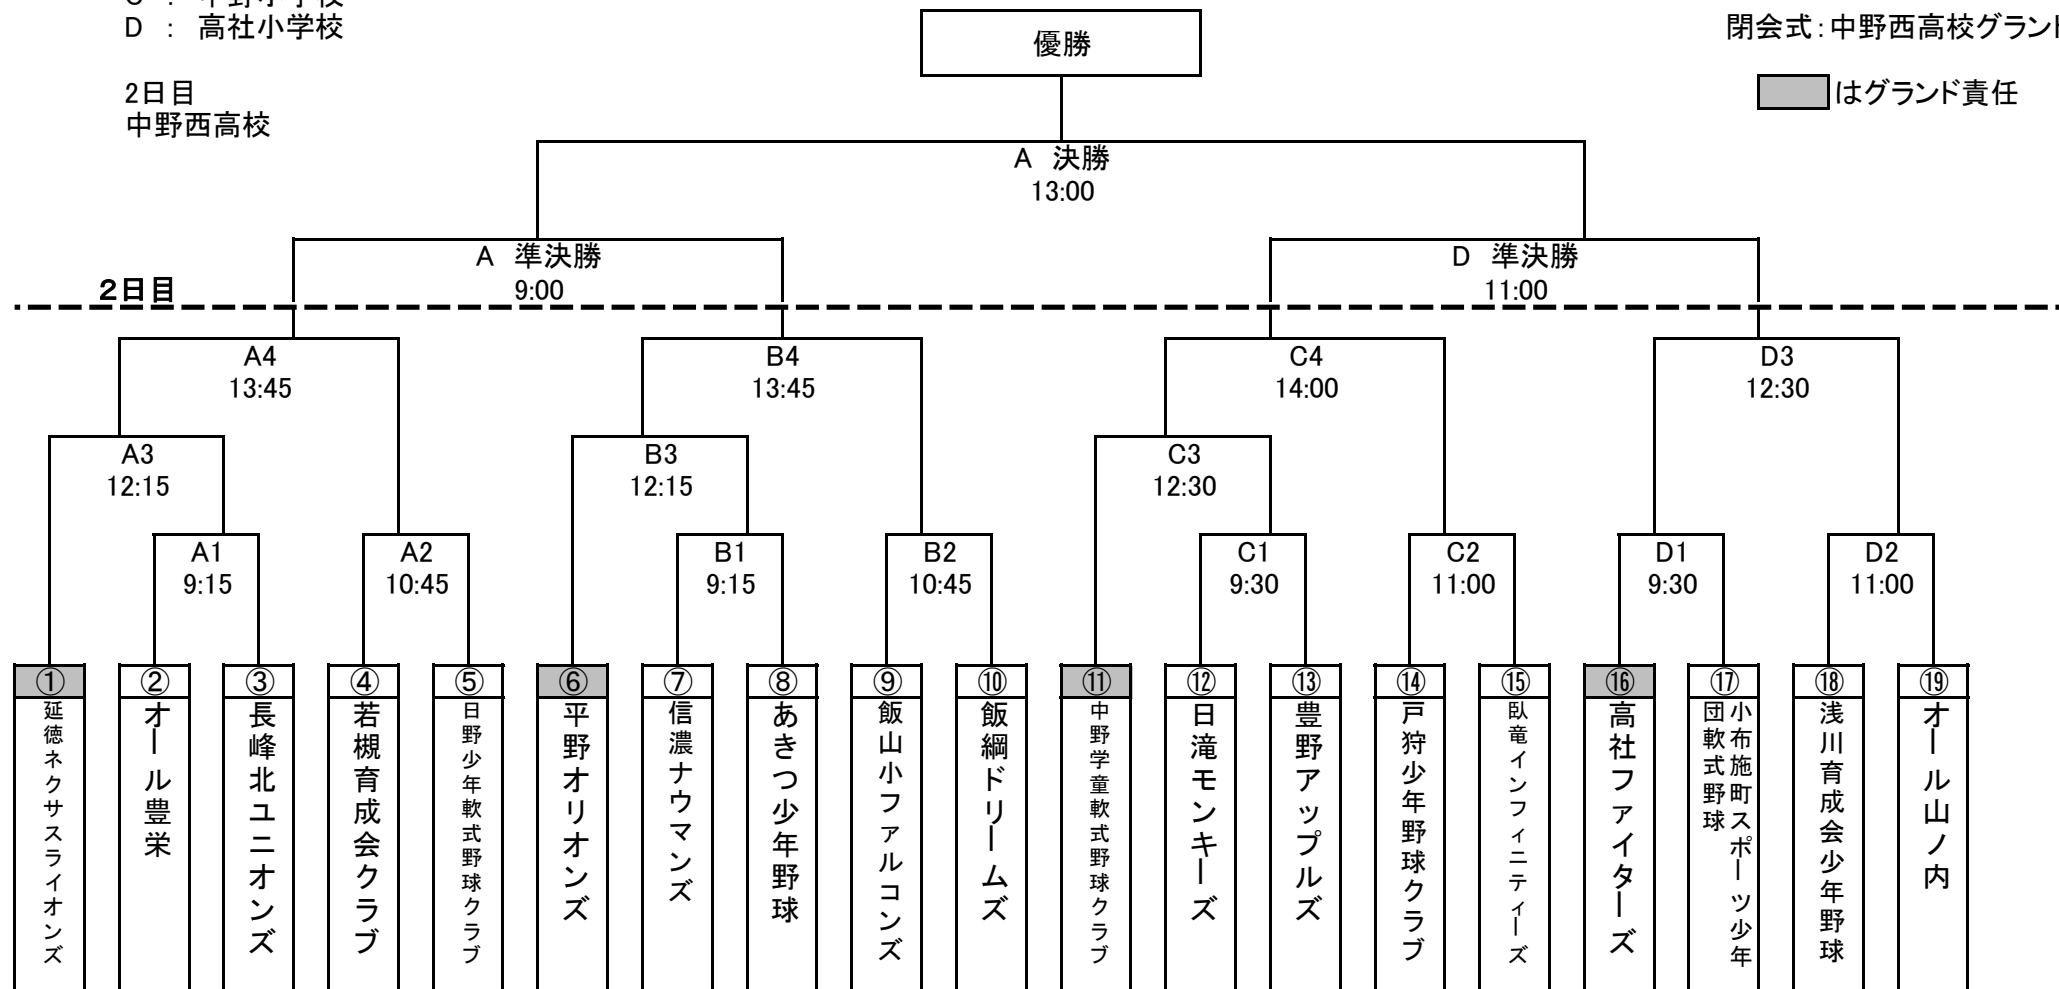 D : 高社小学校
2日目
中野西高校
優勝
閉会式:中野西高校グランド
はグランド責任
A 決勝
13:00
A 準決勝
9:00
D 準決勝
11:00
2日目
A4
13:45
B4
13:45
C4
14:00
D3
12:30
A3
12:15
B3
12:15
C3
12:30
A1
9:15
A2
10:45
B1
9:15
B2
10:45
C1
9:30
C2
11:00
D1
9:30
D2
11:00
①
延徳ネクサスライオンズ
②
オール豊栄
③
長峰北ユニオンズ
④
若槻育成会クラブ
⑤
日野少年軟式野球クラブ
⑥
平野オリオンズ
⑦
信濃ナウマンズ
⑧
あきつ少年野球
⑨
飯山小ファルコンズ
⑩
飯綱ドリームズ
⑪
中野学童軟式野球クラブ
⑫
日滝モンキーズ
⑬
豊野アップルズ
⑭
戸狩少年野球クラブ
⑮
臥竜インフィニティーズ
⑯
高社ファイターズ
⑰
小布施町スポーツ少年
団軟式野球
⑱
浅川育成会少年野球
⑲
オール山ノ内